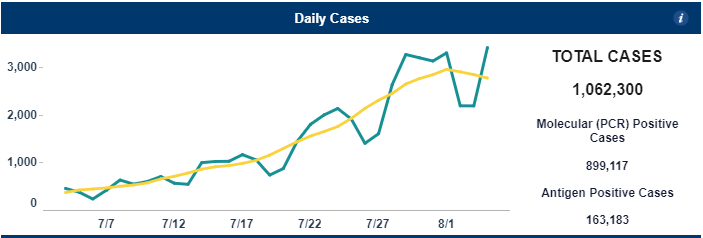 Daily Cases
i
3,000
2,000
1,000
0
7/7
7/12
7/17
7/22
7/27
8/1
TOTAL CASES
1,062,300
Molecular (PCR) Positive
Cases
899,117
Antigen Positive Cases
163,183